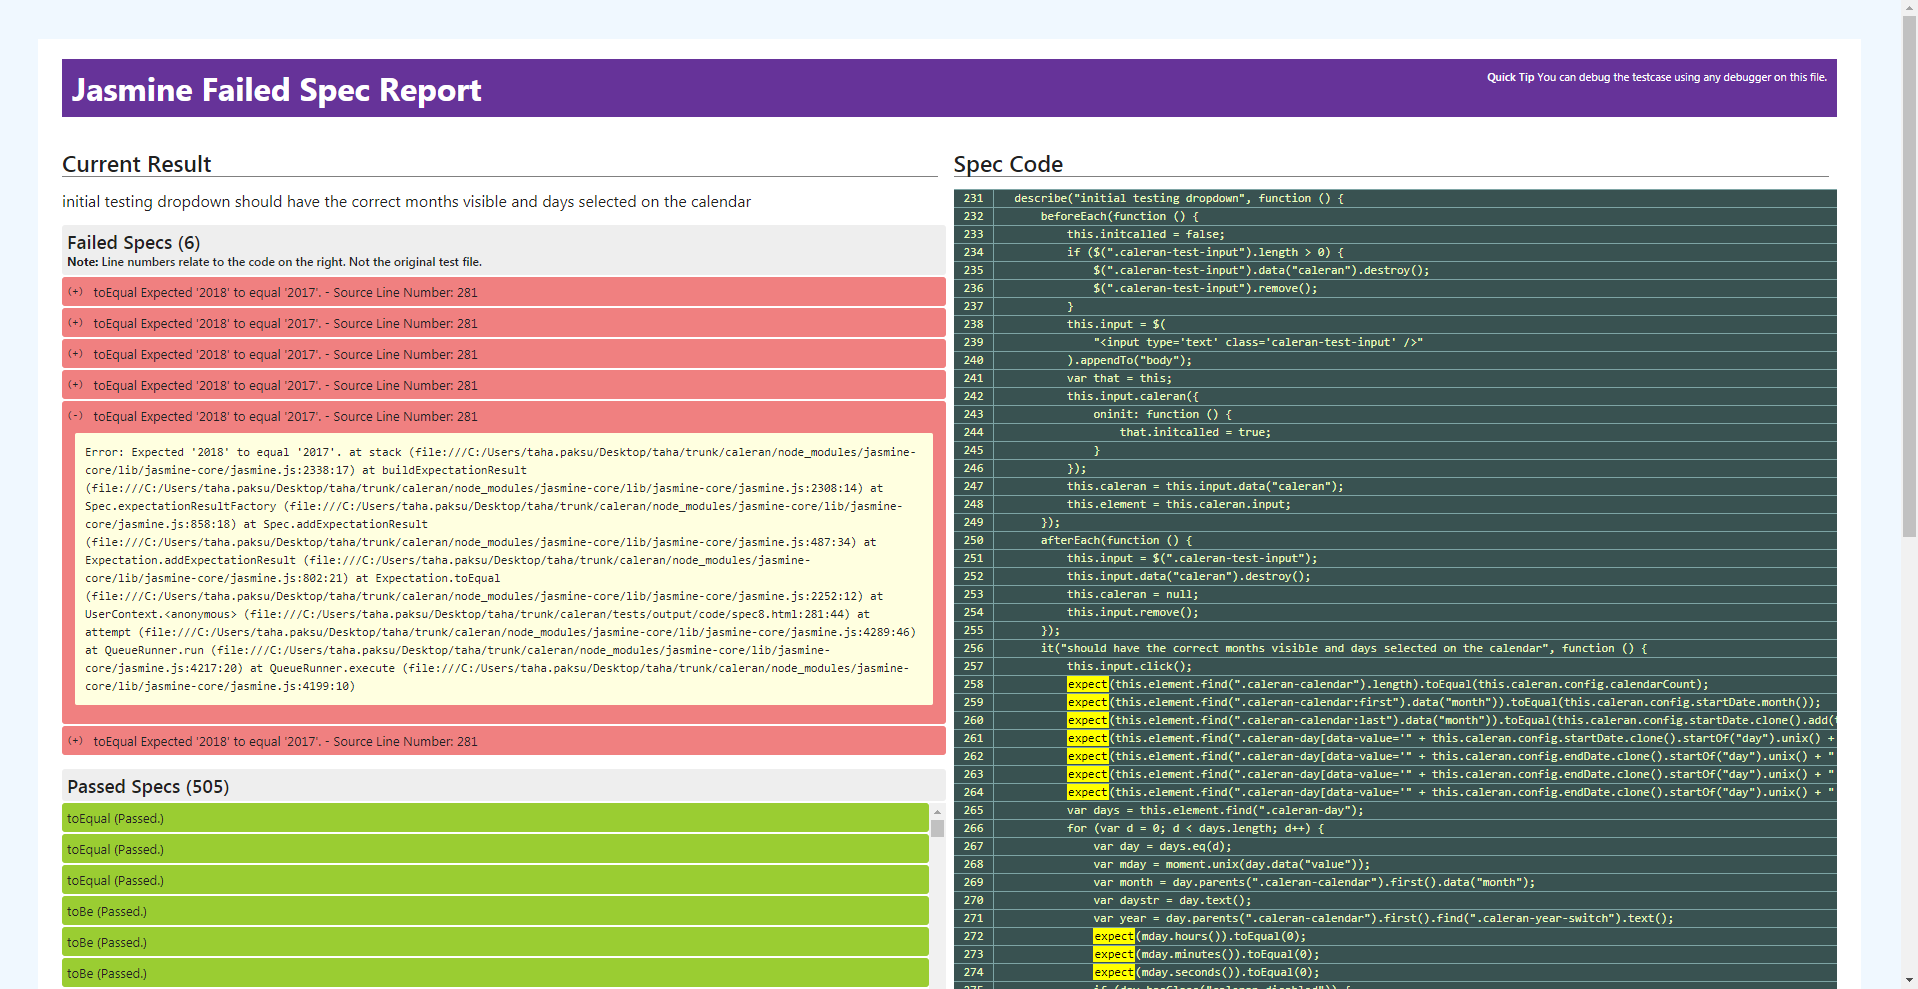 Jasmine Failed Spec Report
Quick Tip You can debug the testcase using any debugger on this file.
Current Result
initial testing dropdown should have the correct months visible and days selected on the calendar
Failed Specs (6)
Note: Line numbers relate to the code on the right. Not the original test file.
(+) toEqual Expected '2018' to equal '2017'. - Source Line Number: 281
(+) toEqual Expected '2018' to equal '2017'. - Source Line Number: 281
(+) toEqual Expected '2018' to equal '2017'. - Source Line Number: 281
(+) toEqual Expected '2018' to equal '2017'. - Source Line Number: 281
(-) toEqual Expected '2018' to equal '2017'. - Source Line Number: 281
Error: Expected '2018' to equal '2017'. at stack (file:///C:/Users/taha.paksu/Desktop/taha/trunk/caleran/node_modules/jasmine-
core/lib/jasmine-core/jasmine.js:2338:17) at buildExpectationResult
(file:///C:/Users/taha.paksu/Desktop/taha/trunk/caleran/node_modules/jasmine-core/lib/jasmine-core/jasmine.js:2308:14) at
Spec.expectationResultFactory (file:///C:/Users/taha.paksu/Desktop/taha/trunk/caleran/node_modules/jasmine-core/lib/jasmine-
core/jasmine.js:858:18) at Spec.addExpectationResult
(file:///C:/Users/taha.paksu/Desktop/taha/trunk/caleran/node_modules/jasmine-core/lib/jasmine-core/jasmine.js:487:34) at
Expectation.addExpectationResult (file:///C:/Users/taha.paksu/Desktop/taha/trunk/caleran/node_modules/jasmine-
core/lib/jasmine-core/jasmine.js:802:21) at Expectation.toEqual
(file:///C:/Users/taha.paksu/Desktop/taha/trunk/caleran/node_modules/jasmine-core/lib/jasmine-core/jasmine.js:2252:12) at
UserContext.<anonymous> (file:///C:/Users/taha.paksu/Desktop/taha/trunk/caleran/tests/output/code/spec8.html:281:44) at
attempt (file:///C:/Users/taha.paksu/Desktop/taha/trunk/caleran/node_modules/jasmine-core/lib/jasmine-core/jasmine.js:4289:46)
at QueueRunner.run (file:///C:/Users/taha.paksu/Desktop/taha/trunk/caleran/node_modules/jasmine-core/lib/jasmine-
core/jasmine.js:4217:20) at QueueRunner.execute (file:///C:/Users/taha.paksu/Desktop/taha/trunk/caleran/node_modules/jasmine-
core/lib/jasmine-core/jasmine.js:4199:10)
(+) toEqual Expected '2018' to equal '2017'. - Source Line Number: 281
Passed Specs (505)
toEqual (Passed.)
toEqual (Passed.)
toEqual (Passed.)
toBe (Passed.)
toBe (Passed.)
toBe (Passed.)
Spec Code
231 describe("initial testing dropdown", function () {
232 beforeEach(function () {
233 this.initcalled = false;
234 if ($(".caleran-test-input").length > 0) {
235 $(".caleran-test-input").data("caleran").destroy();
236 $(".caleran-test-input").remove();
237 }
238 this.input = $(
239 "<input type='text' class='caleran-test-input' />"
240 ).appendTo("body");
241 var that = this;
242 this.input.caleran({
243 oninit: function () {
244 that.initcalled = true;
245 }
246 });
247 this.caleran = this.input.data("caleran");
248 this.element = this.caleran.input;
249 });
250 afterEach(function () {
251 this.input = $(".caleran-test-input");
252 this.input.data("caleran").destroy();
253 this.caleran = null;
254 this.input.remove();
255 });
256 it("should have the correct months visible and days selected on the calendar", function () {
257 this.input.click();
258 expect(this.element.find(".caleran-calendar").length).toEqual(this.caleran.config.calendarCount);
259 expect(this.element.find(".caleran-calendar:first").data("month")).toEqual(this.caleran.config.startDate.month());
260 expect(this.element.find(".caleran-calendar:last").data("month")).toEqual(this.caleran.config.startDate.clone().add(
261 expect(this.element.find(".caleran-day[data-value='" + this.caleran.config.startDate.clone().startOf("day").unix() +
262 expect(this.element.find(".caleran-day[data-value='" + this.caleran.config.endDate.clone().startOf("day").unix() + "
263 expect(this.element.find(".caleran-day[data-value='" + this.caleran.config.endDate.clone().startOf("day").unix() + "
264 expect(this.element.find(".caleran-day[data-value='" + this.caleran.config.endDate.clone().startOf("day").unix() + "
265 var days = this.element.find(".caleran-day");
266 for (var d = 0; d < days.length; d++) {
267 var day = days.eq(d);
268 var mday = moment.unix(day.data("value"));
269 var month = day.parents(".caleran-calendar").first().data("month");
270 var daystr = day.text();
271 var year = day.parents(".caleran-calendar").first().find(".caleran-year-switch").text();
272 expect(mday.hours()).toEqual(0);
273 expect(mday.minutes()).toEqual(0);
274 expect(mday.seconds()).toEqual(0);